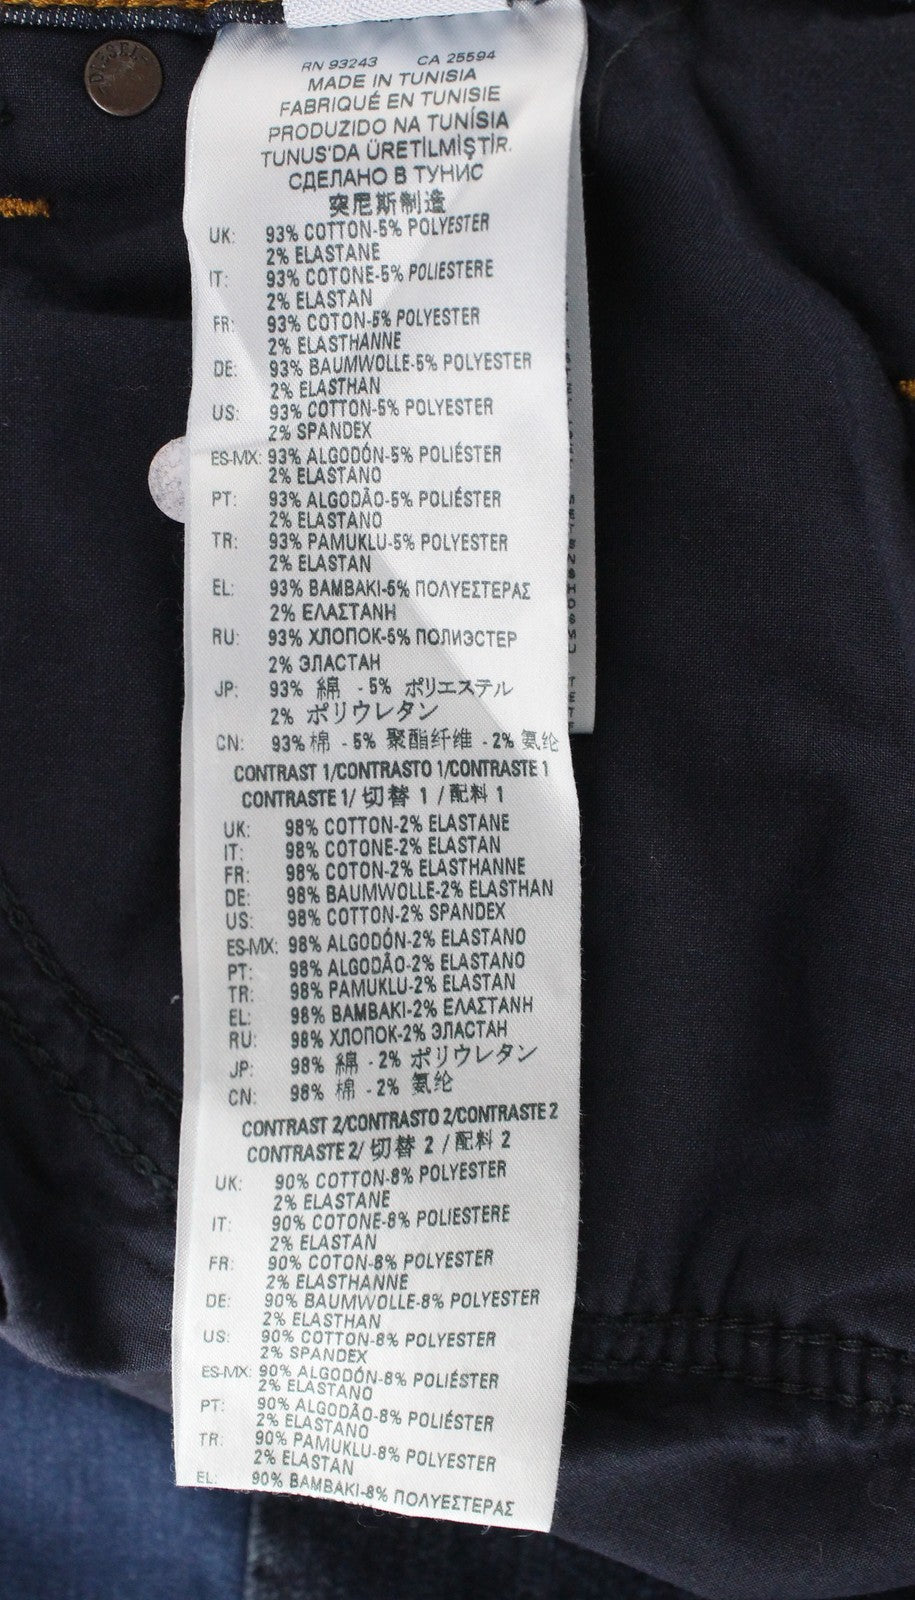 DIESEL
RN 93243 CA 25594
MADE IN TUNISIA
FABRIQUÉ EN TUNISIE
PRODUZIDO NA TUNÍSIA
TUNUS'DA ÜRETİLMİŞTİR.
СДЕЛАНО В ТУНИС
突尼斯制造
UK: 93% COTTON-5% POLYESTER
2% ELASTANE
IT: 93% COTONE-5% POLIESTERE
2% ELASTAN
FR: 93% COTON-5% POLYESTER
2% ELASTHANNE
DE: 93% BAUMWOLLE-5% POLYESTER
2% ELASTHAN
US: 93% COTTON-5% POLYESTER
2% SPANDEX
ES-MX: 93% ALGODÓN-5% POLIÉSTER
2% ELASTANO
PT: 93% ALGODÃO-5% POLIÉSTER
2% ELASTANO
TR: 93% PAMUKLU-5% POLYESTER
2% ELASTAN
EL: 93% ΒΑΜΒΑΚΙ-5% ΠΟΛΥΕΣΤΕΡΑΣ
2% ΕΛΑΣΤΑΝΗ
RU: 93% ХЛОПОК-5% ПОЛИЭСТЕР
2% ЭЛАСТАН
JP: 93% 綿 - 5% ポリエステル
2% ポリウレタン
CN: 93% 棉 - 5% 聚酯纤维 - 2% 氨纶
CONTRAST 1/CONTRASTO 1/CONTRASTE 1
CONTRASTE 1/ 切替 1 / 配料 1
UK: 98% COTTON-2% ELASTANE
IT: 98% COTONE-2% ELASTAN
FR: 98% COTON-2% ELASTHANNE
DE: 98% BAUMWOLLE-2% ELASTHAN
US: 98% COTTON-2% SPANDEX
ES-MX: 98% ALGODÓN-2% ELASTANO
PT: 98% ALGODÃO-2% ELASTANO
TR: 98% PAMUKLU-2% ELASTAN
EL: 98% ΒΑΜΒΑΚΙ-2% ΕΛΑΣΤΑΝΗ
RU: 98% ХЛОПОК-2% ЭЛАСТАН
JP: 98% 綿 - 2% ポリウレタン
CN: 98% 棉 - 2% 氨纶
CONTRAST 2/CONTRASTO 2/CONTRASTE 2
CONTRASTE 2/ 切替 2 / 配料 2
UK: 90% COTTON-8% POLYESTER
2% ELASTANE
IT: 90% COTONE-8% POLIESTERE
2% ELASTAN
FR: 90% COTON-8% POLYESTER
2% ELASTHANNE
DE: 90% BAUMWOLLE-8% POLYESTER
2% ELASTHAN
US: 90% COTTON-8% POLYESTER
2% SPANDEX
ES-MX: 90% ALGODÓN-8% POLIÉSTER
2% ELASTANO
PT: 90% ALGODÃO-8% POLIÉSTER
2% ELASTANO
TR: 90% PAMUKLU-8% POLYESTER
2% ELASTAN
EL: 90% ΒΑΜΒΑΚΙ-8% ΠΟΛΥΕΣΤΕΡΑΣ